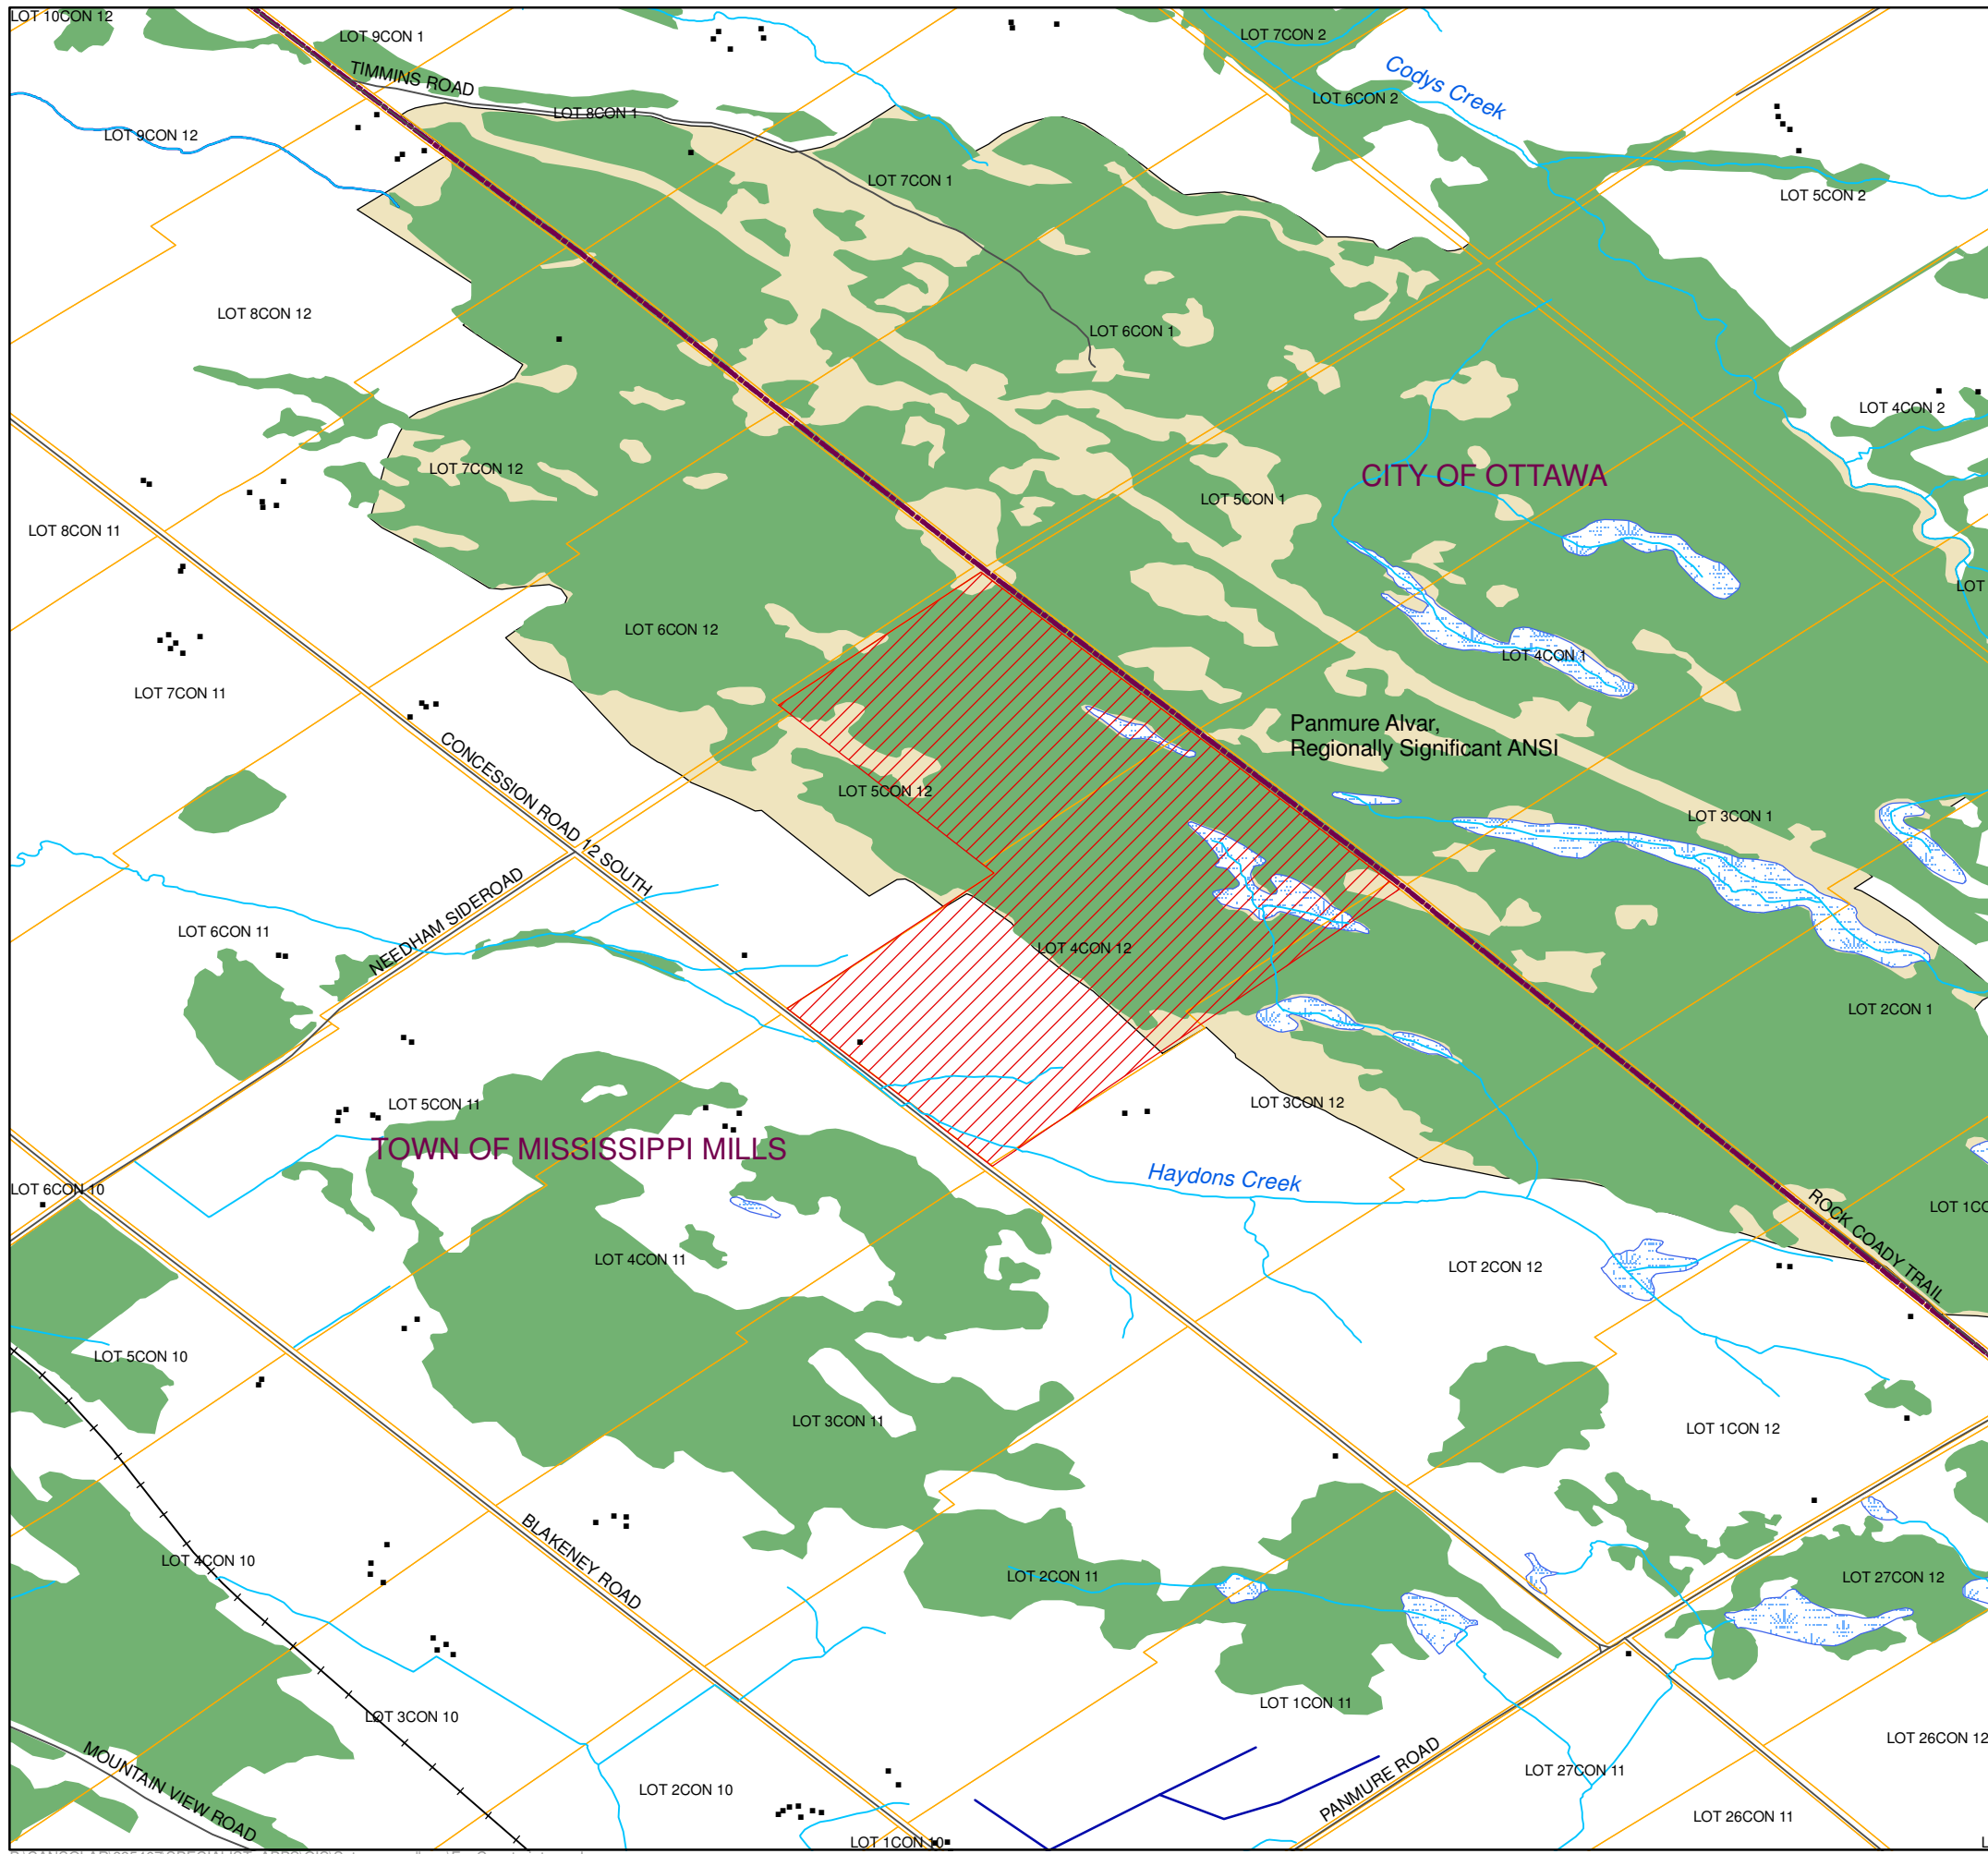 LOT 10CON 12
LOT 9CON 1
LOT 7CON 2
TIMMINS ROAD
Codys Creek
LOT 6CON 2
LOT 8CON 1
LOT 9CON 12
LOT 7CON 1
LOT 5CON 2
LOT 8CON 12
LOT 6CON 1
LOT 4CON 2
LOT 7CON 12
CITY OF OTTAWA
LOT 5CON 1
LOT 8CON 11
LOT
LOT 6CON 12
LOT 4CON 1
LOT 7CON 11
Panmure Alvar,
Regionally Significant ANSI
CONCESSION ROAD 12 SOUTH
LOT 5CON 12
LOT 3CON 1
NEEDHAM SIDEROAD
LOT 6CON 11
LOT 4CON 12
LOT 2CON 1
LOT 5CON 11
LOT 3CON 12
TOWN OF MISSISSIPPI MILLS
Haydons Creek
LOT 6CON 10
ROCK COADY TRAIL
LOT 1CO
LOT 4CON 11
LOT 2CON 12
LOT 5CON 10
LOT 3CON 11
LOT 1CON 12
BLAKENEY ROAD
LOT 4CON 10
LOT 2CON 11
LOT 27CON 12
LOT 1CON 11
LOT 3CON 10
LOT 26CON 12
MOUNTAIN VIEW ROAD
PANMURE ROAD
LOT 27CON 11
LOT 2CON 10
LOT 26CON 11
LOT 1CON 10
L